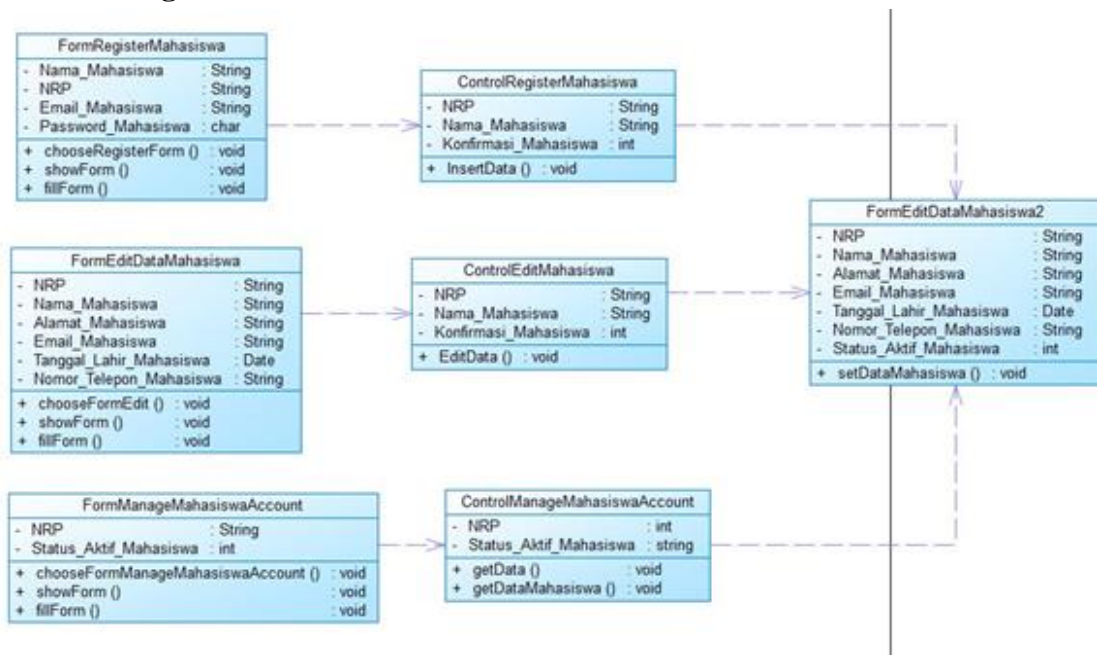 FormRegisterMahasiswa
- Nama_Mahasiswa : String
- NRP : String
- Email_Mahasiswa : String
- Password_Mahasiswa : char
+ chooseRegisterForm () : void
+ showForm () : void
+ fillForm () : void
ControlRegisterMahasiswa
- NRP : String
- Nama_Mahasiswa : String
- Konfirmasi_Mahasiswa : int
+ InsertData () : void
FormEditDataMahasiswa2
- NRP : String
- Nama_Mahasiswa : String
- Alamat_Mahasiswa : String
- Email_Mahasiswa : String
- Tanggal_Lahir_Mahasiswa : Date
- Nomor_Telepon_Mahasiswa : String
- Status_Aktif_Mahasiswa : int
+ setDataMahasiswa () : void
FormEditDataMahasiswa
- NRP : String
- Nama_Mahasiswa : String
- Alamat_Mahasiswa : String
- Email_Mahasiswa : String
- Tanggal_Lahir_Mahasiswa : Date
- Nomor_Telepon_Mahasiswa : String
+ chooseFormEdit () : void
+ showForm () : void
+ fillForm () : void
ControlEditMahasiswa
- NRP : String
- Nama_Mahasiswa : String
- Konfirmasi_Mahasiswa : int
+ EditData () : void
FormManageMahasiswaAccount
- NRP : String
- Status_Aktif_Mahasiswa : int
+ chooseFormManageMahasiswaAccount () : void
+ showForm () : void
+ fillForm () : void
ControlManageMahasiswaAccount
- NRP : int
- Status_Aktif_Mahasiswa : string
+ getData () : void
+ getDataMahasiswa () : void